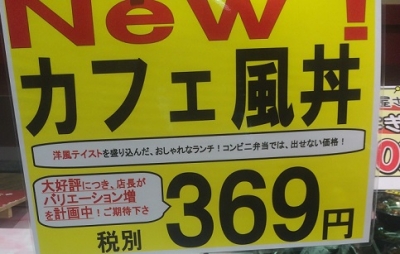 New!
カフェ風丼
洋風テイストを盛り込んだ、おしゃれなランチ！コンビニ弁当では、出せない価格！
大好評につき、店長が
バリエーション増
を計画中！ご期待下さ
税別
369円